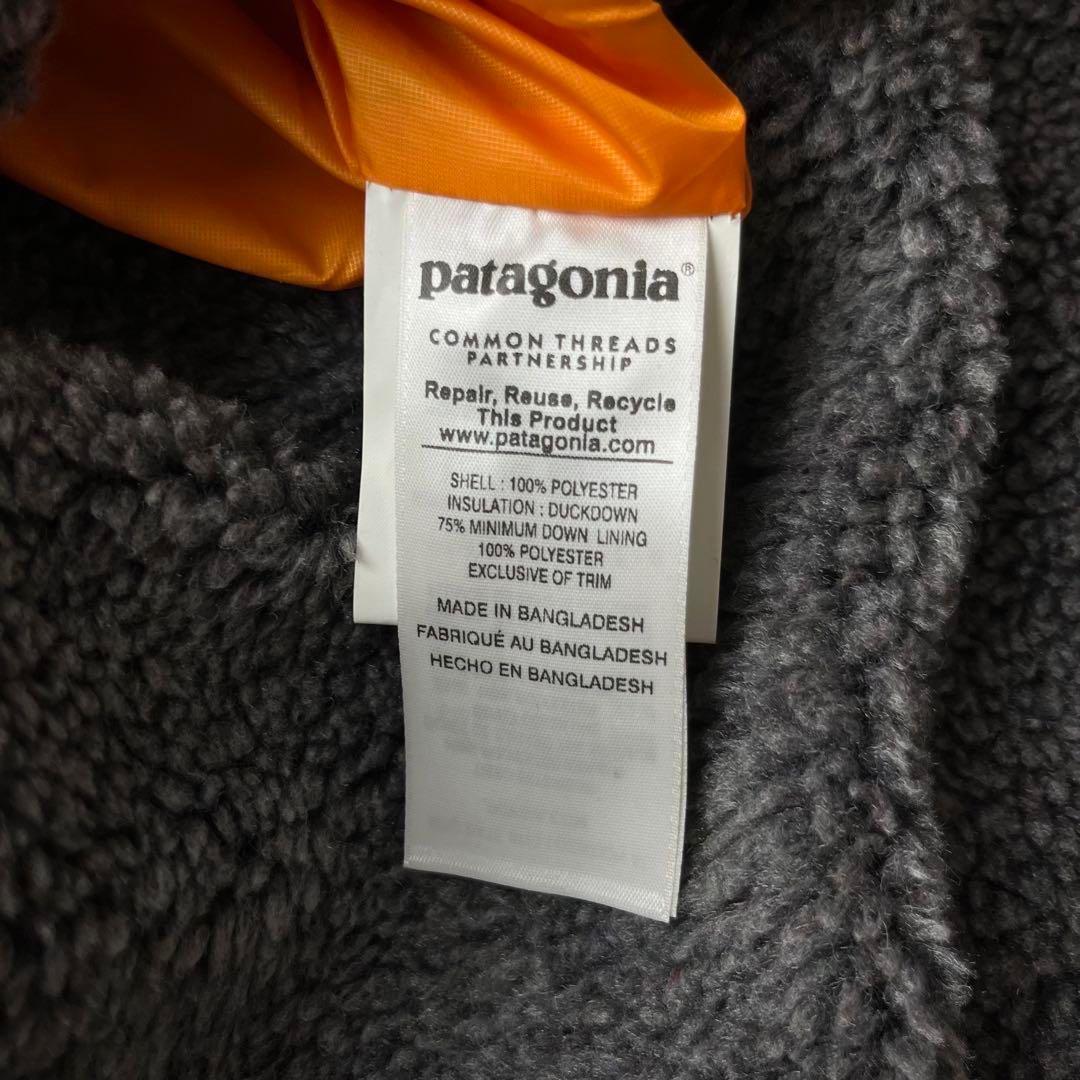 patagonia®
COMMON THREADS
PARTNERSHIP
Repair, Reuse, Recycle
This Product
www.patagonia.com
SHELL : 100% POLYESTER
INSULATION : DUCKDOWN
75% MINIMUM DOWN LINING
100% POLYESTER
EXCLUSIVE OF TRIM
MADE IN BANGLADESH
FABRIQUÉ AU BANGLADESH
HECHO EN BANGLADESH